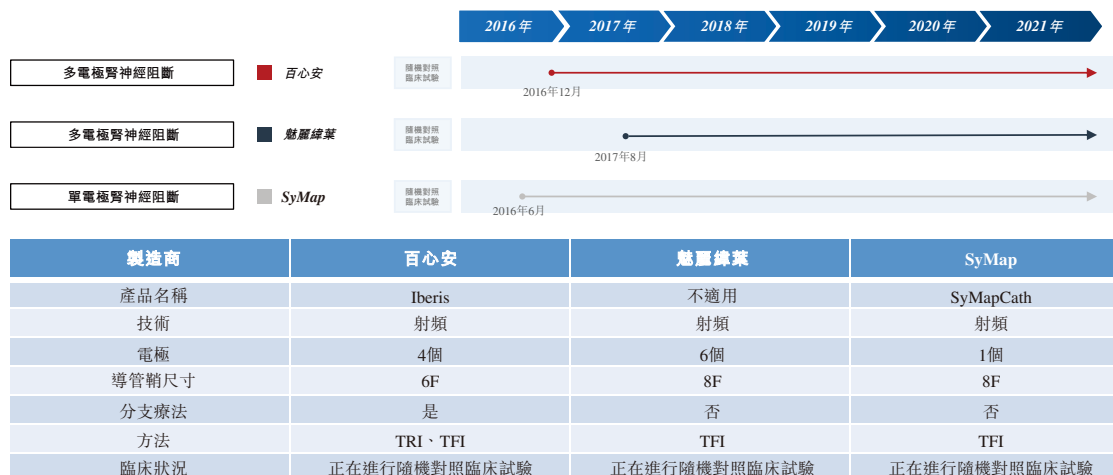 2016年 2017年 2018年 2019年 2020年 2021年
多電極腎神經阻斷 百心安 隨機對照
臨床試驗
2016年12月
多電極腎神經阻斷 魅麗緯葉 隨機對照
臨床試驗
2017年8月
單電極腎神經阻斷 SyMap 隨機對照
臨床試驗
2016年6月
製造商 百心安 魅麗緯葉 SyMap
產品名稱 Iberis 不適用 SyMapCath
技術 射頻 射頻 射頻
電極 4個 6個 1個
導管鞘尺寸 6F 8F 8F
分支療法 是 否 否
方法 TRI、TFI TFI TFI
臨床狀況 正在進行隨機對照臨床試驗 正在進行隨機對照臨床試驗 正在進行隨機對照臨床試驗